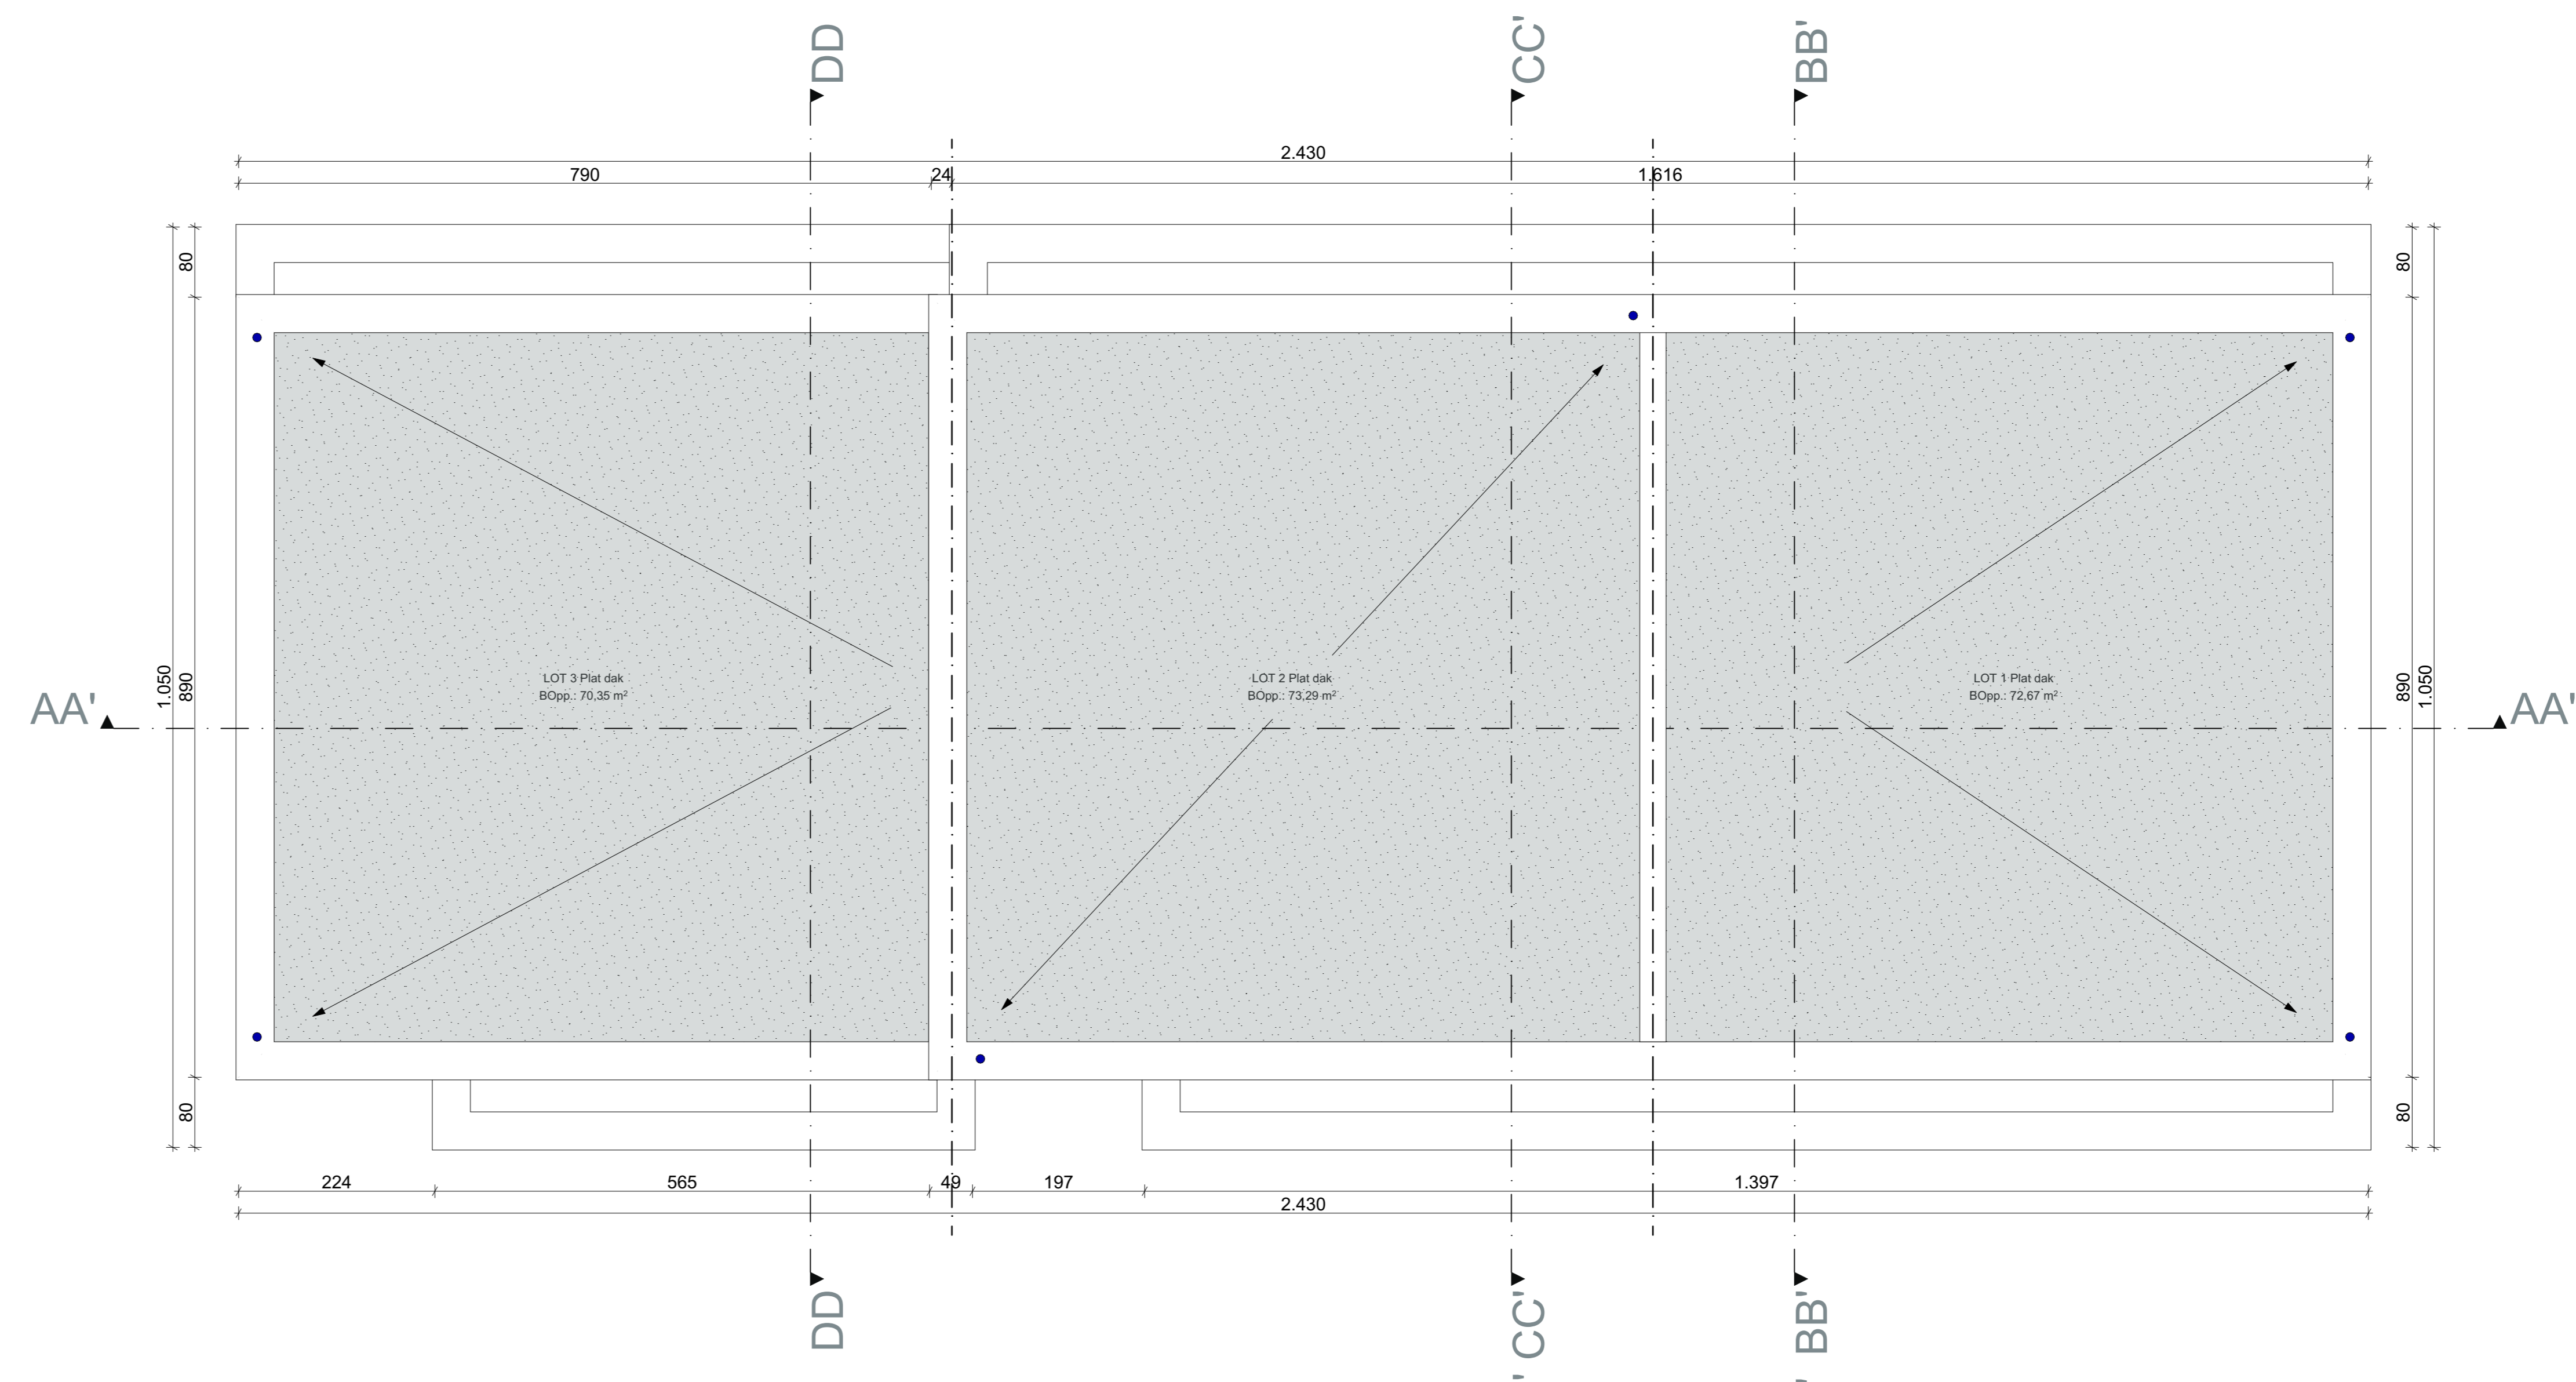 DD
CC'
BB'
2.430
790
24
1.616
80
80
LOT 3 Plat dak
BOpp.: 70,35 m²
LOT 2 Plat dak
BOpp.: 73,29 m²
LOT 1 Plat dak
BOpp.: 72,67 m²
AA'
1.050
890
890
1.050
AA'
80
80
224
565
49
197
1.397
2.430
DD
CC'
BB'